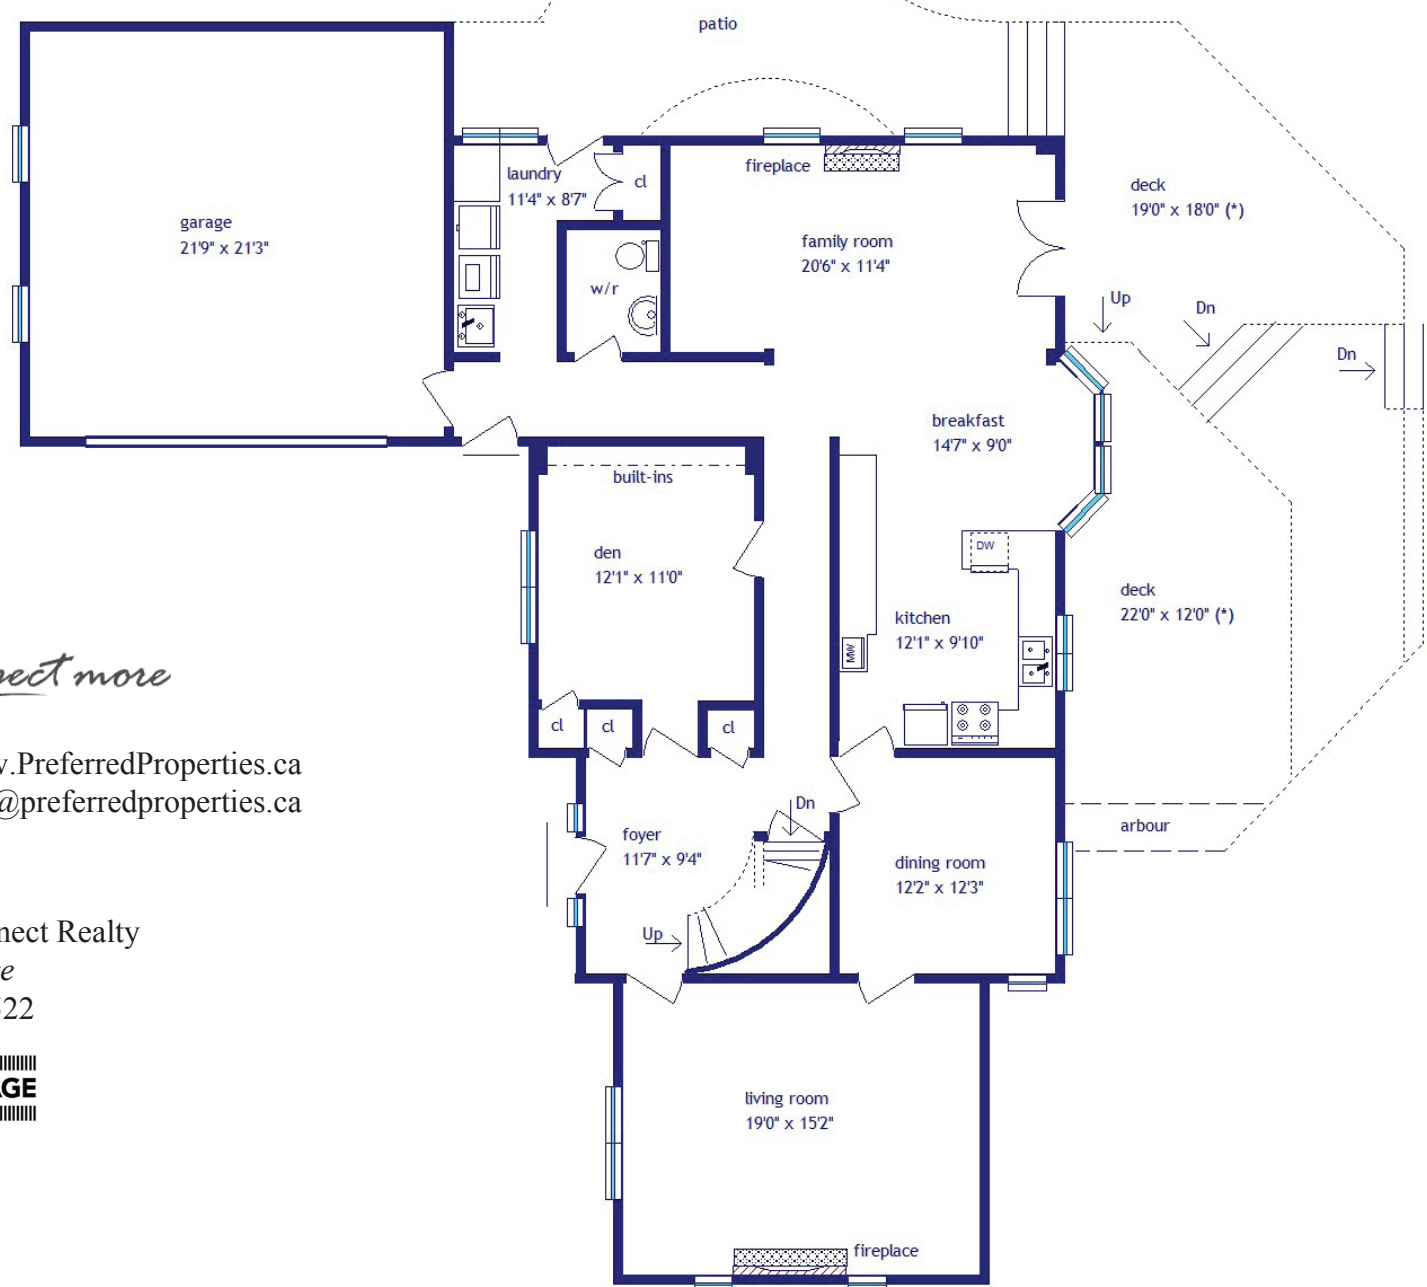 patio
laundry
11'4" x 8'7"
cl
fireplace
deck
19'0" x 18'0" (*)
garage
21'9" x 21'3"
family room
20'6" x 11'4"
w/r
Up
Dn
Dn
breakfast
14'7" x 9'0"
built-ins
DW
den
12'1" x 11'0"
deck
22'0" x 12'0" (*)
kitchen
12'1" x 9'10"
MW
more
cl
cl
cl
.PreferredProperties.ca
@preferredproperties.ca
Dn
arbour
foyer
11'7" x 9'4"
dining room
12'2" x 12'3"
Up
Realty
22
living room
19'0" x 15'2"
fireplace